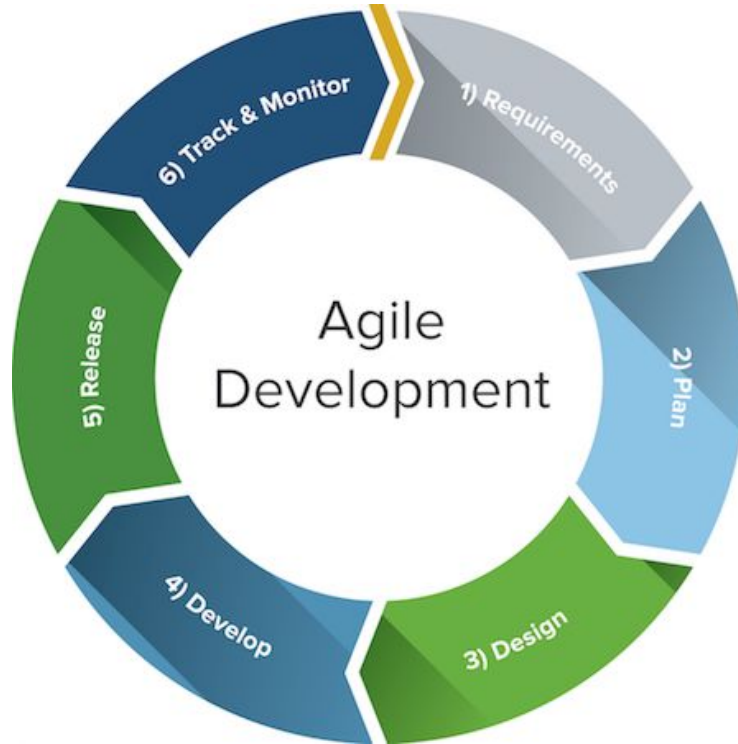 Agile
Development
1) Requirements
2) Plan
3) Design
4) Develop
5) Release
6) Track & Monitor